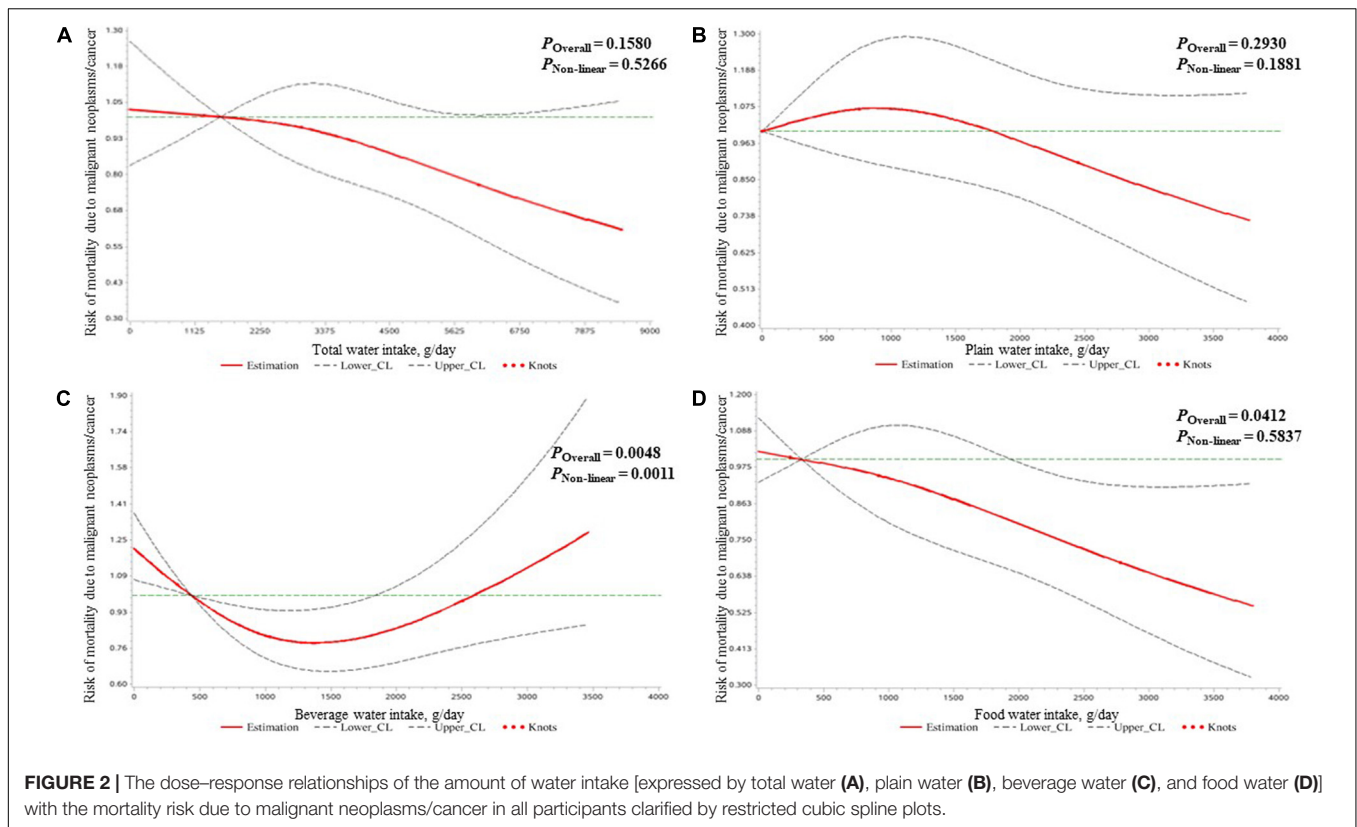 A
P Overall = 0.1580
P Non-linear = 0.5266
Risk of mortality due to malignant neoplasms/cancer
1.30
1.18
1.05
0.93
0.80
0.68
0.55
0.43
0.30
0 1125 2250 3375 4500 5625 6750 7875 9000
Total water intake, g/day
Estimation Lower_CL Upper_CL Knots
B
P Overall = 0.2930
P Non-linear = 0.1881
Risk of mortality due to malignant neoplasms/cancer
1.300
1.188
1.075
0.963
0.850
0.738
0.625
0.513
0.400
0 500 1000 1500 2000 2500 3000 3500 4000
Plain water intake, g/day
Estimation Lower_CL Upper_CL Knots
C
P Overall = 0.0048
P Non-linear = 0.0011
Risk of mortality due to malignant neoplasms/cancer
1.90
1.74
1.58
1.41
1.25
1.09
0.93
0.76
0.60
0 500 1000 1500 2000 2500 3000 3500 4000
Beverage water intake, g/day
Estimation Lower_CL Upper_CL Knots
D
P Overall = 0.0412
P Non-linear = 0.5837
Risk of mortality due to malignant neoplasms/cancer
1.200
1.088
0.975
0.863
0.750
0.638
0.525
0.413
0.300
0 500 1000 1500 2000 2500 3000 3500 4000
Food water intake, g/day
Estimation Lower_CL Upper_CL Knots
FIGURE 2 | The dose–response relationships of the amount of water intake [expressed by total water (A), plain water (B), beverage water (C), and food water (D)]
with the mortality risk due to malignant neoplasms/cancer in all participants clarified by restricted cubic spline plots.